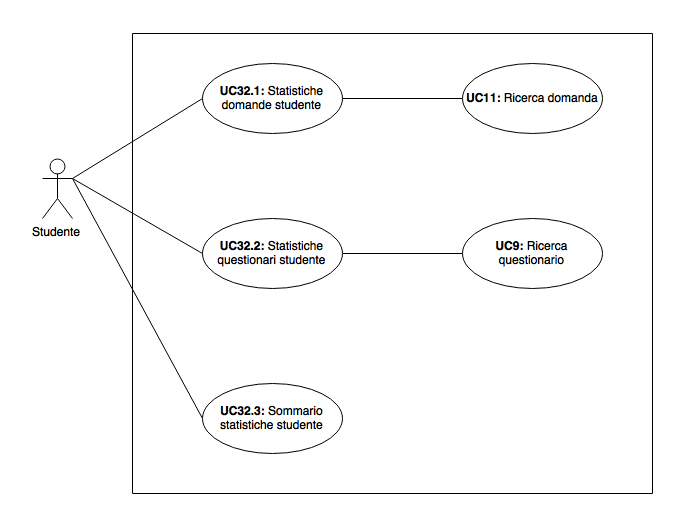 UC32.1: Statistiche
domande studente
UC11: Ricerca domanda
Studente
UC32.2: Statistiche
questionari studente
UC9: Ricerca
questionario
UC32.3: Sommario
statistiche studente